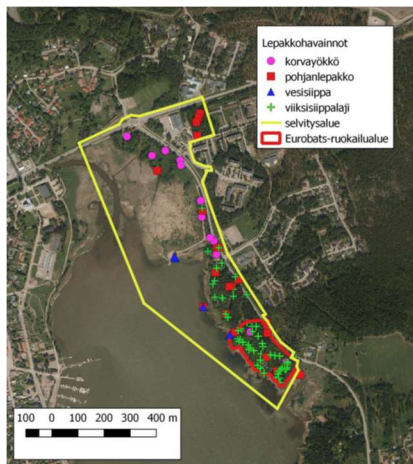 Lepakkohavainnot
korvayökkö
pohjanlepakko
vesisiippa
viiksisiippalaji
selvitysalue
Eurobats-ruokailualue
100 0 100 200 300 400 m